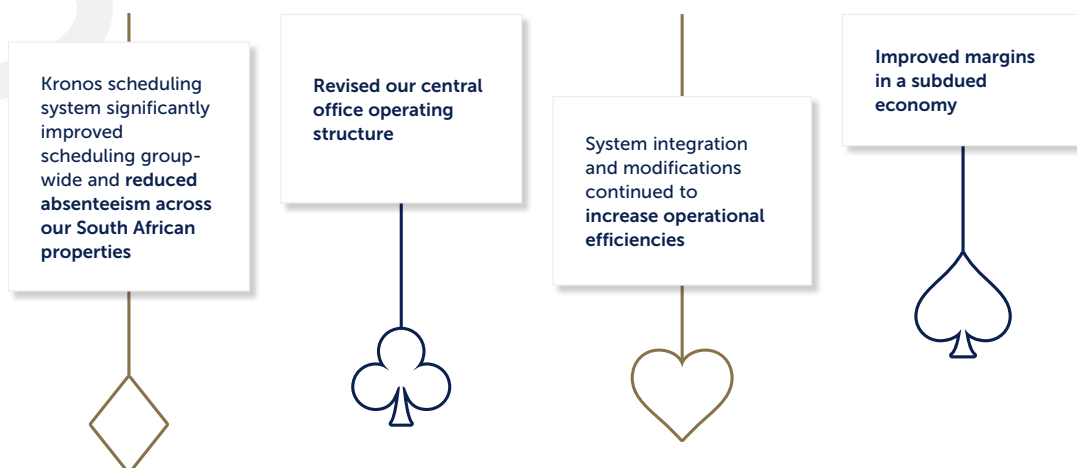 Kronos scheduling
system significantly
improved
scheduling group-
wide and reduced
absenteeism across
our South African
properties
Revised our central
office operating
structure
System integration
and modifications
continued to
increase operational
efficiencies
Improved margins
in a subdued
economy